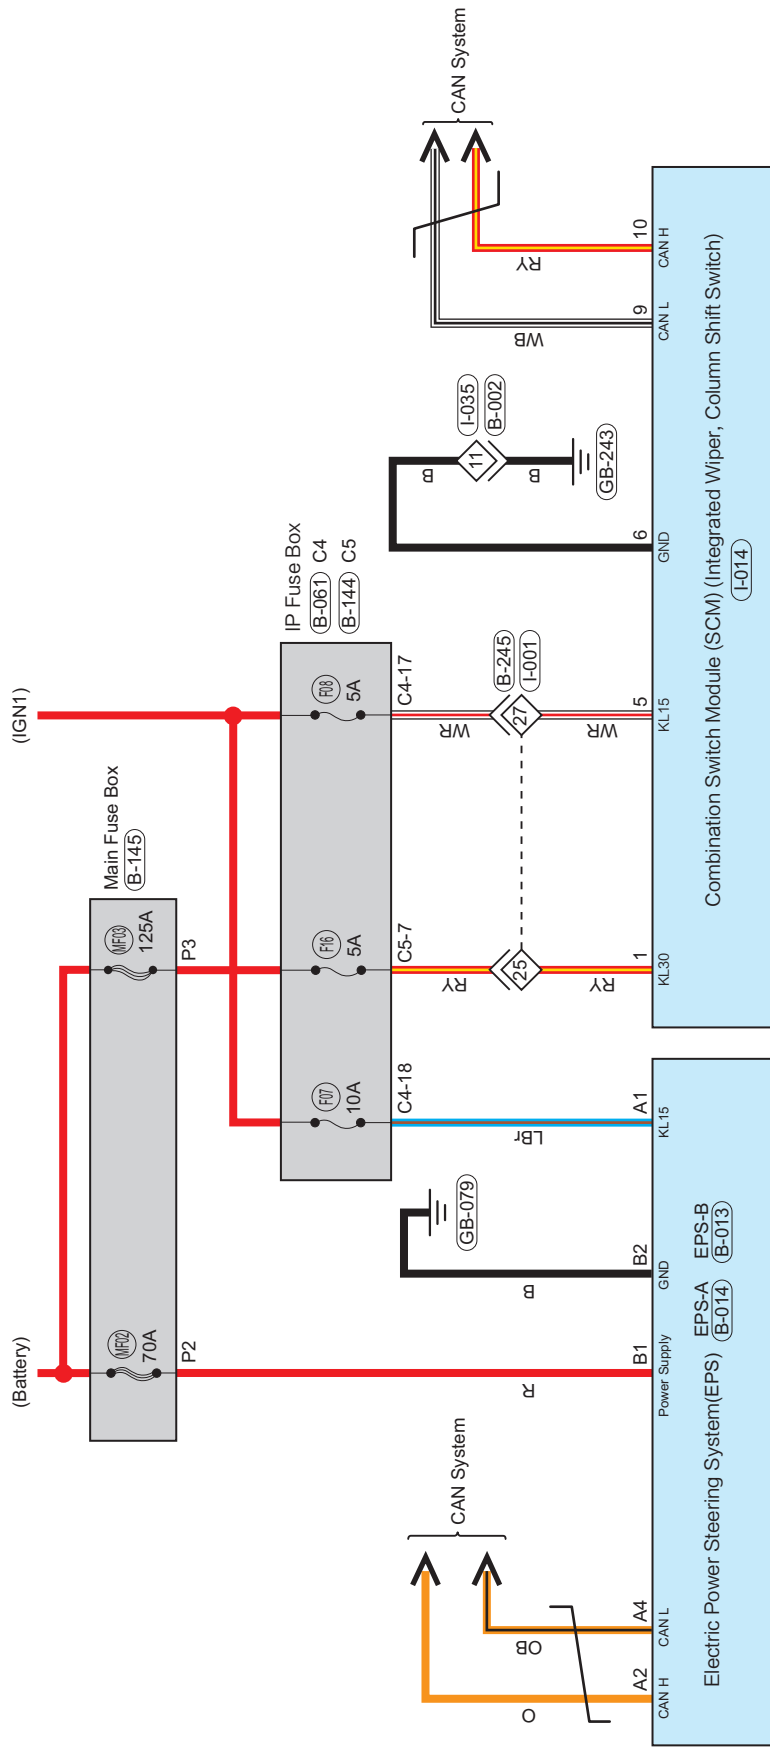 (Battery)
(IGN1)
Main Fuse Box
B-145
MF02
70A
MF03
125A
P2
P3
IP Fuse Box
B-061 C4
B-144 C5
F07
10A
F16
5A
F08
5A
C4-18
C5-7
C4-17
CAN System
CAN System
O
OB
R
B
GB-079
LBr
RY
25
RY
WR
27
WR
B-245
I-001
B
11
B
I-035
B-002
GB-243
WB
RY
A2
A4
B1
B2
A1
1
5
6
9
10
CAN H
CAN L
Power Supply
GND
KL15
KL30
KL15
GND
CAN L
CAN H
Electric Power Steering System(EPS)
EPS-A
B-014
EPS-B
B-013
Combination Switch Module (SCM) (Integrated Wiper, Column Shift Switch)
I-014